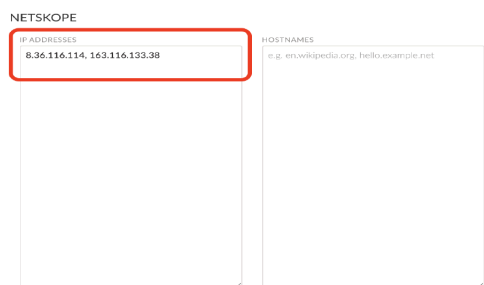 NETSKOPE
IP ADDRESSES
8.36.116.114, 163.116.133.38
HOSTNAMES
e.g. en.wikipedia.org, hello.example.net